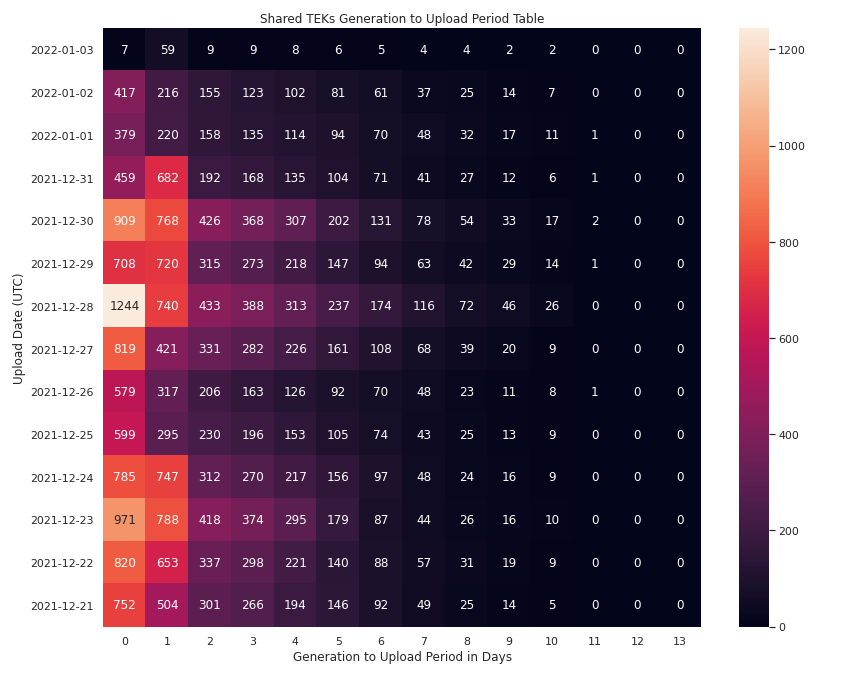 Shared TEKs Generation to Upload Period Table
2022-01-03 7 59 9 9 8 6 5 4 4 2 2 0 0 0
2022-01-02 417 216 155 123 102 81 61 37 25 14 7 0 0 0
2022-01-01 379 220 158 135 114 94 70 48 32 17 11 1 0 0
2021-12-31 459 682 192 168 135 104 71 41 27 12 6 1 0 0
2021-12-30 909 768 426 368 307 202 131 78 54 33 17 2 0 0
2021-12-29 708 720 315 273 218 147 94 63 42 29 14 1 0 0
2021-12-28 1244 740 433 388 313 237 174 116 72 46 26 0 0 0
2021-12-27 819 421 331 282 226 161 108 68 39 20 9 0 0 0
2021-12-26 579 317 206 163 126 92 70 48 23 11 8 1 0 0
2021-12-25 599 295 230 196 153 105 74 43 25 13 9 0 0 0
2021-12-24 785 747 312 270 217 156 97 48 24 16 9 0 0 0
2021-12-23 971 788 418 374 295 179 87 44 26 16 10 0 0 0
2021-12-22 820 653 337 298 221 140 88 57 31 19 9 0 0 0
2021-12-21 752 504 301 266 194 146 92 49 25 14 5 0 0 0
0 1 2 3 4 5 6 7 8 9 10 11 12 13
Generation to Upload Period in Days
Upload Date (UTC)
1200
1000
800
600
400
200
0